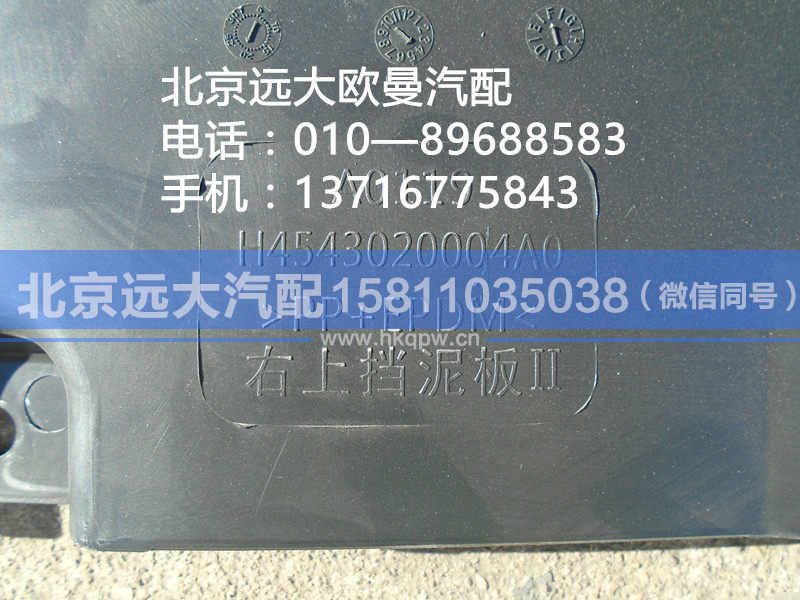 北京远大欧曼汽配
电话：010—89688583
手机：13716775843
H4543020004A0
北京远大汽配15811035038（微信同号）
>PP+EPDM<
www.hkqpw.cn
右上挡泥板II